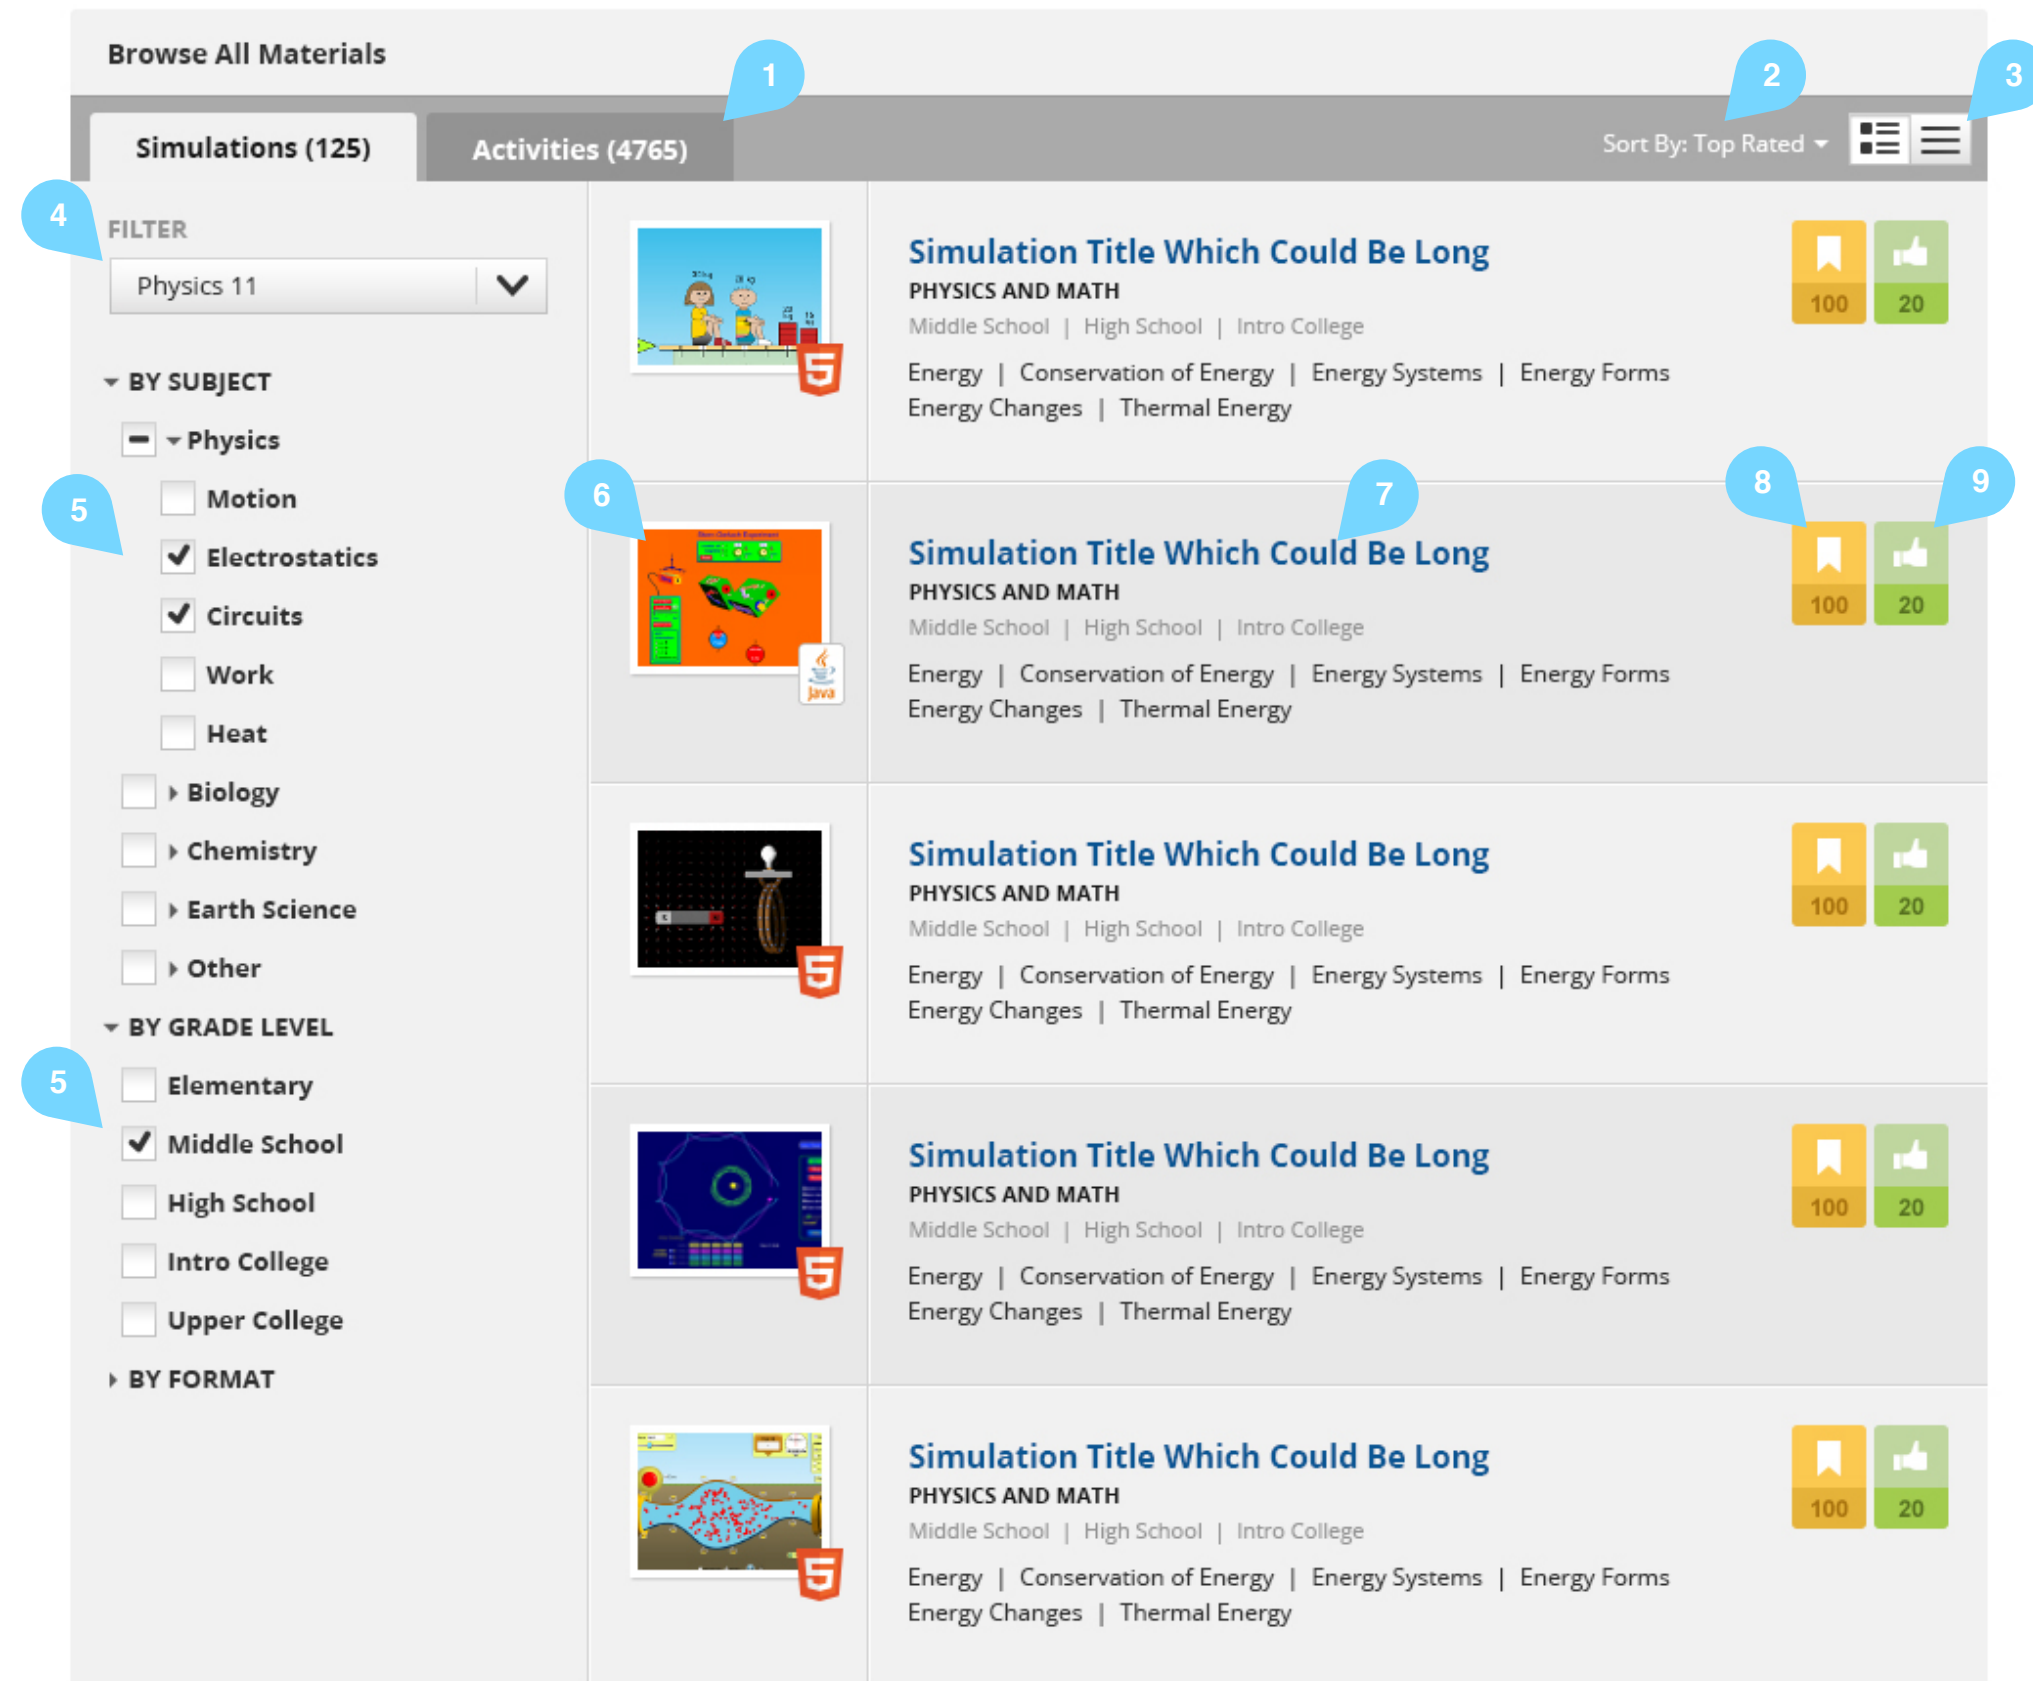 Browse All Materials
1
2
3
Simulations (125)
Activities (4765)
Sort By: Top Rated
4
FILTER
Physics 11
BY SUBJECT
Physics
5
Motion
Electrostatics
Circuits
Work
Heat
Biology
Chemistry
Earth Science
Other
BY GRADE LEVEL
5
Elementary
Middle School
High School
Intro College
Upper College
BY FORMAT
Simulation Title Which Could Be Long
PHYSICS AND MATH
Middle School | High School | Intro College
Energy | Conservation of Energy | Energy Systems | Energy Forms
Energy Changes | Thermal Energy
5
100
20
6
7
8
9
Simulation Title Which Could Be Long
PHYSICS AND MATH
Middle School | High School | Intro College
Energy | Conservation of Energy | Energy Systems | Energy Forms
Energy Changes | Thermal Energy
Java
100
20
Simulation Title Which Could Be Long
PHYSICS AND MATH
Middle School | High School | Intro College
Energy | Conservation of Energy | Energy Systems | Energy Forms
Energy Changes | Thermal Energy
5
100
20
Simulation Title Which Could Be Long
PHYSICS AND MATH
Middle School | High School | Intro College
Energy | Conservation of Energy | Energy Systems | Energy Forms
Energy Changes | Thermal Energy
5
100
20
Simulation Title Which Could Be Long
PHYSICS AND MATH
Middle School | High School | Intro College
Energy | Conservation of Energy | Energy Systems | Energy Forms
Energy Changes | Thermal Energy
5
100
20